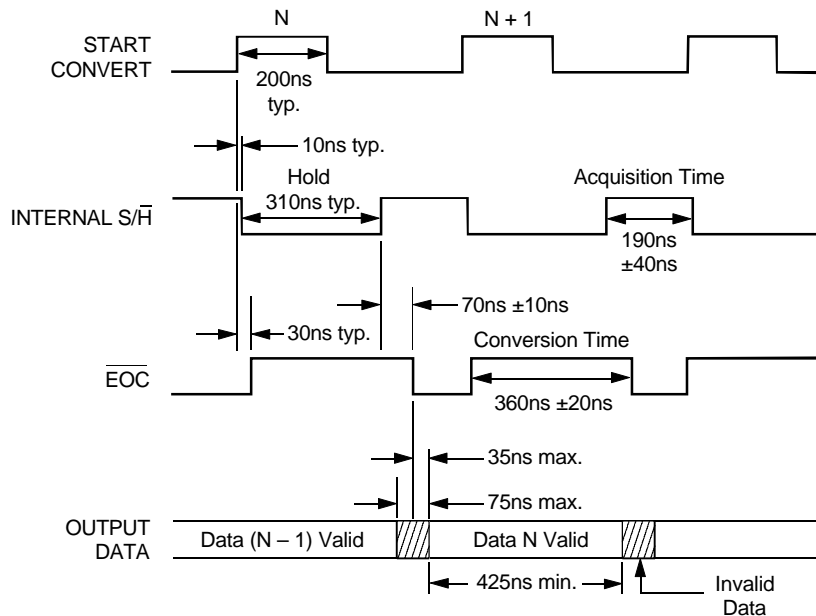 N
N + 1
START
CONVERT
200ns
typ.
10ns typ.
Hold
Acquisition Time
INTERNAL S/H̅
310ns typ.
190ns
±40ns
70ns ±10ns
30ns typ.
Conversion Time
E̅O̅C̅
360ns ±20ns
35ns max.
75ns max.
OUTPUT
DATA
Data (N – 1) Valid
Data N Valid
425ns min.
Invalid
Data